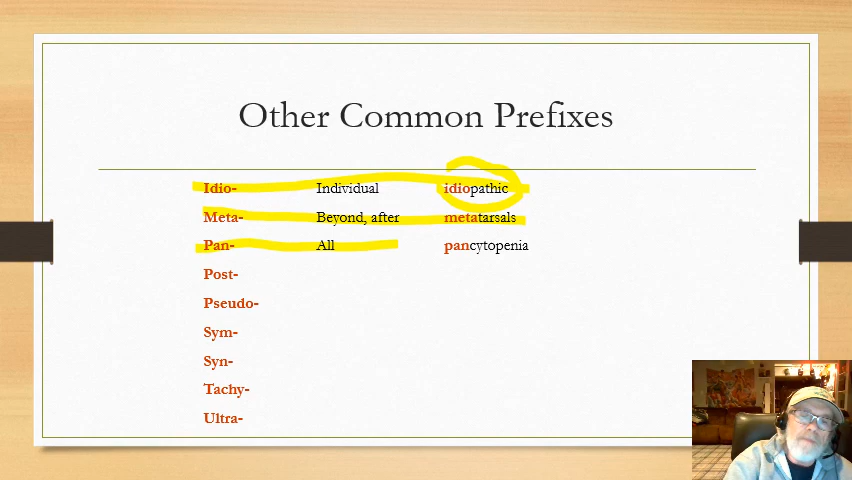 Other Common Prefixes
Idio- Individual idiopathic
Meta- Beyond, after metatarsals
Pan- All pancytopenia
Post-
Pseudo-
Sym-
Syn-
Tachy-
Ultra-